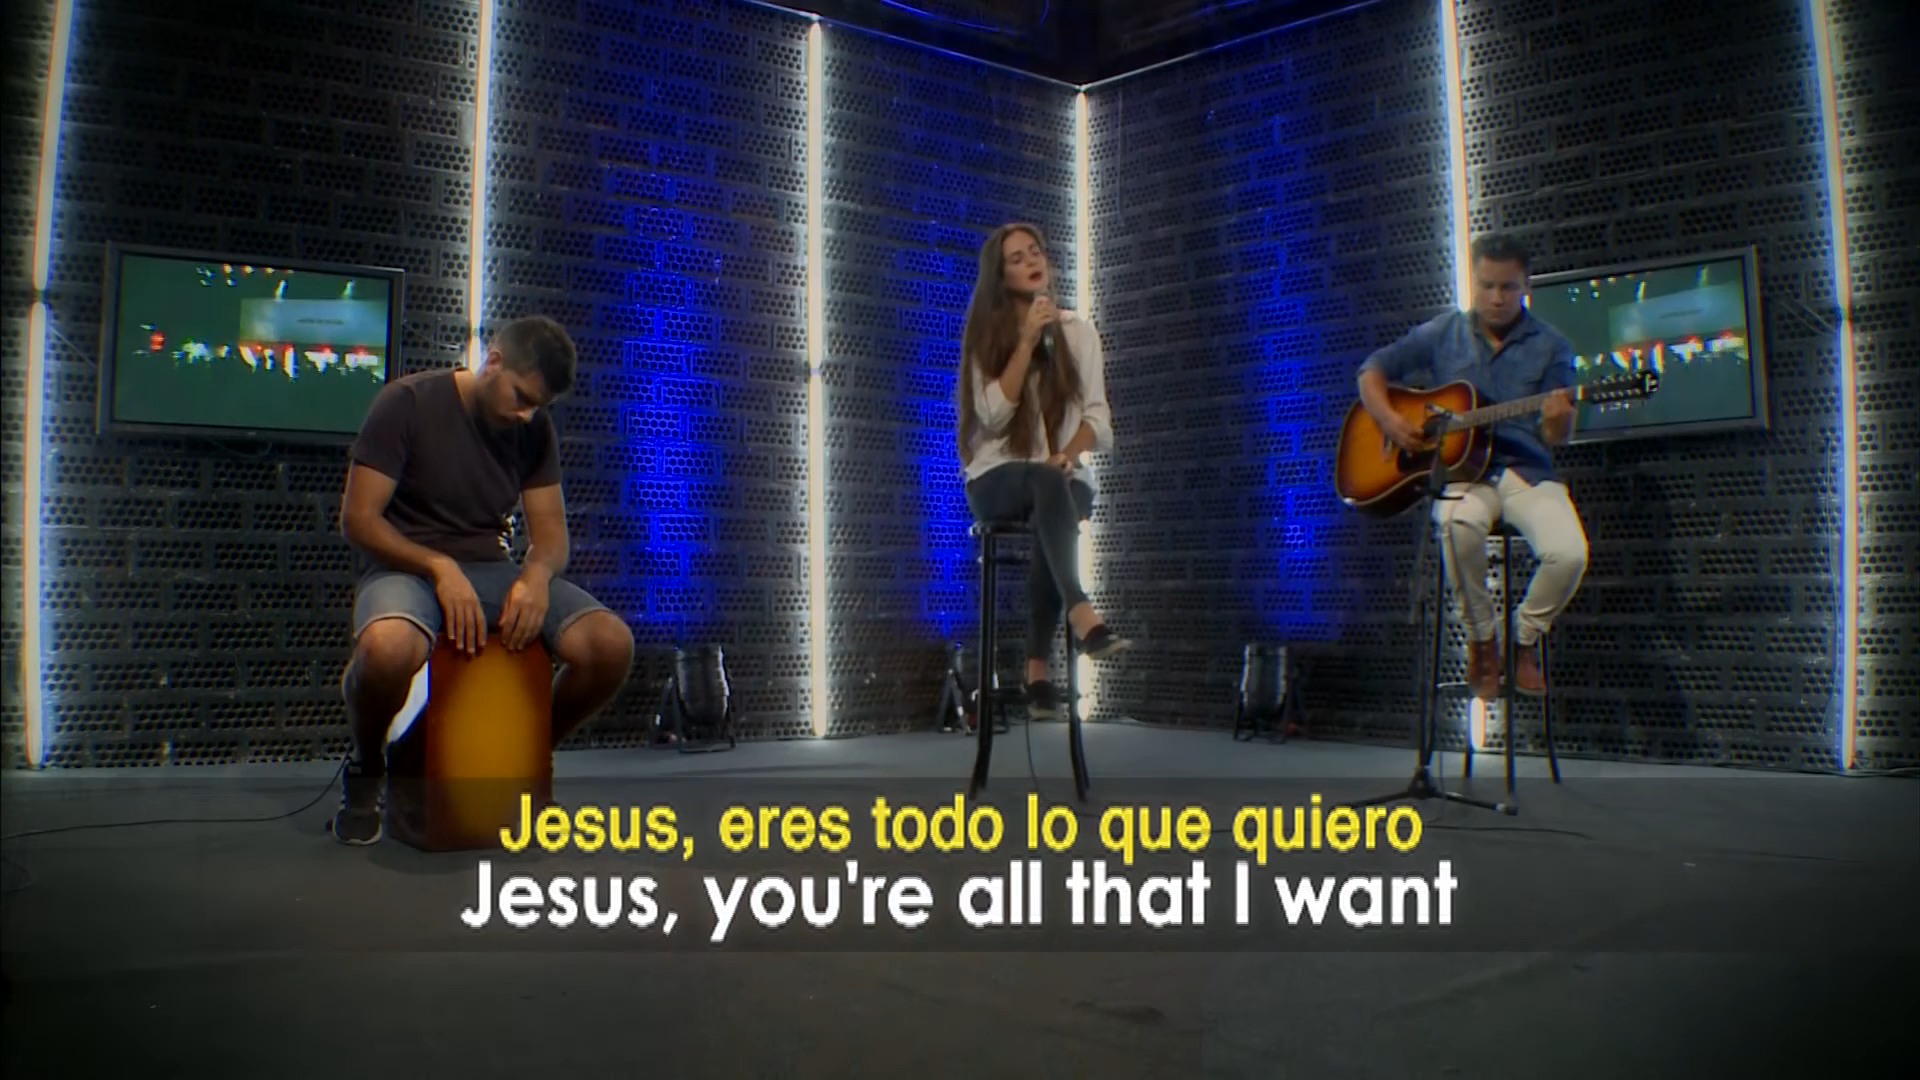 Jesus, eres todo lo que quiero
Jesus, you're all that I want